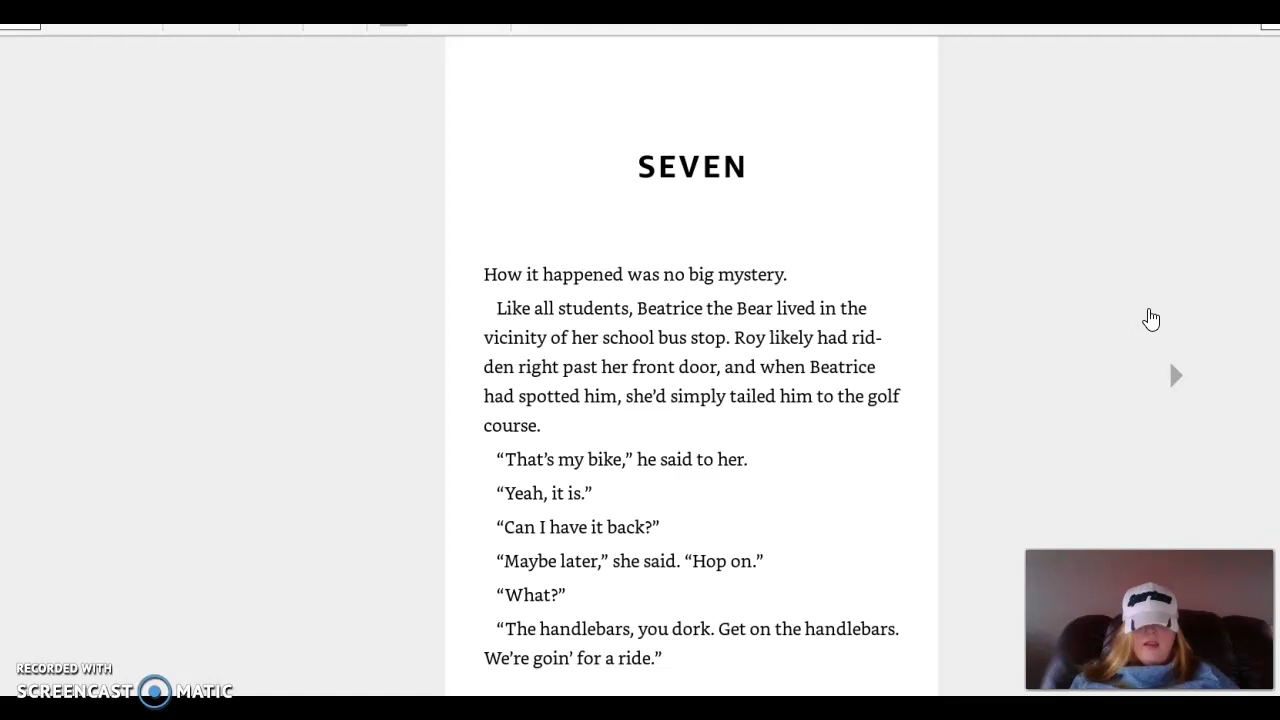 SEVEN
How it happened was no big mystery.
Like all students, Beatrice the Bear lived in the
vicinity of her school bus stop. Roy likely had rid-
den right past her front door, and when Beatrice
had spotted him, she’d simply tailed him to the golf
course.
“That’s my bike,” he said to her.
“Yeah, it is.”
“Can I have it back?”
“Maybe later,” she said. “Hop on.”
“What?”
“The handlebars, you dork. Get on the handlebars.
We’re goin’ for a ride.”
RECORDED WITH
SCREENCAST MATIC